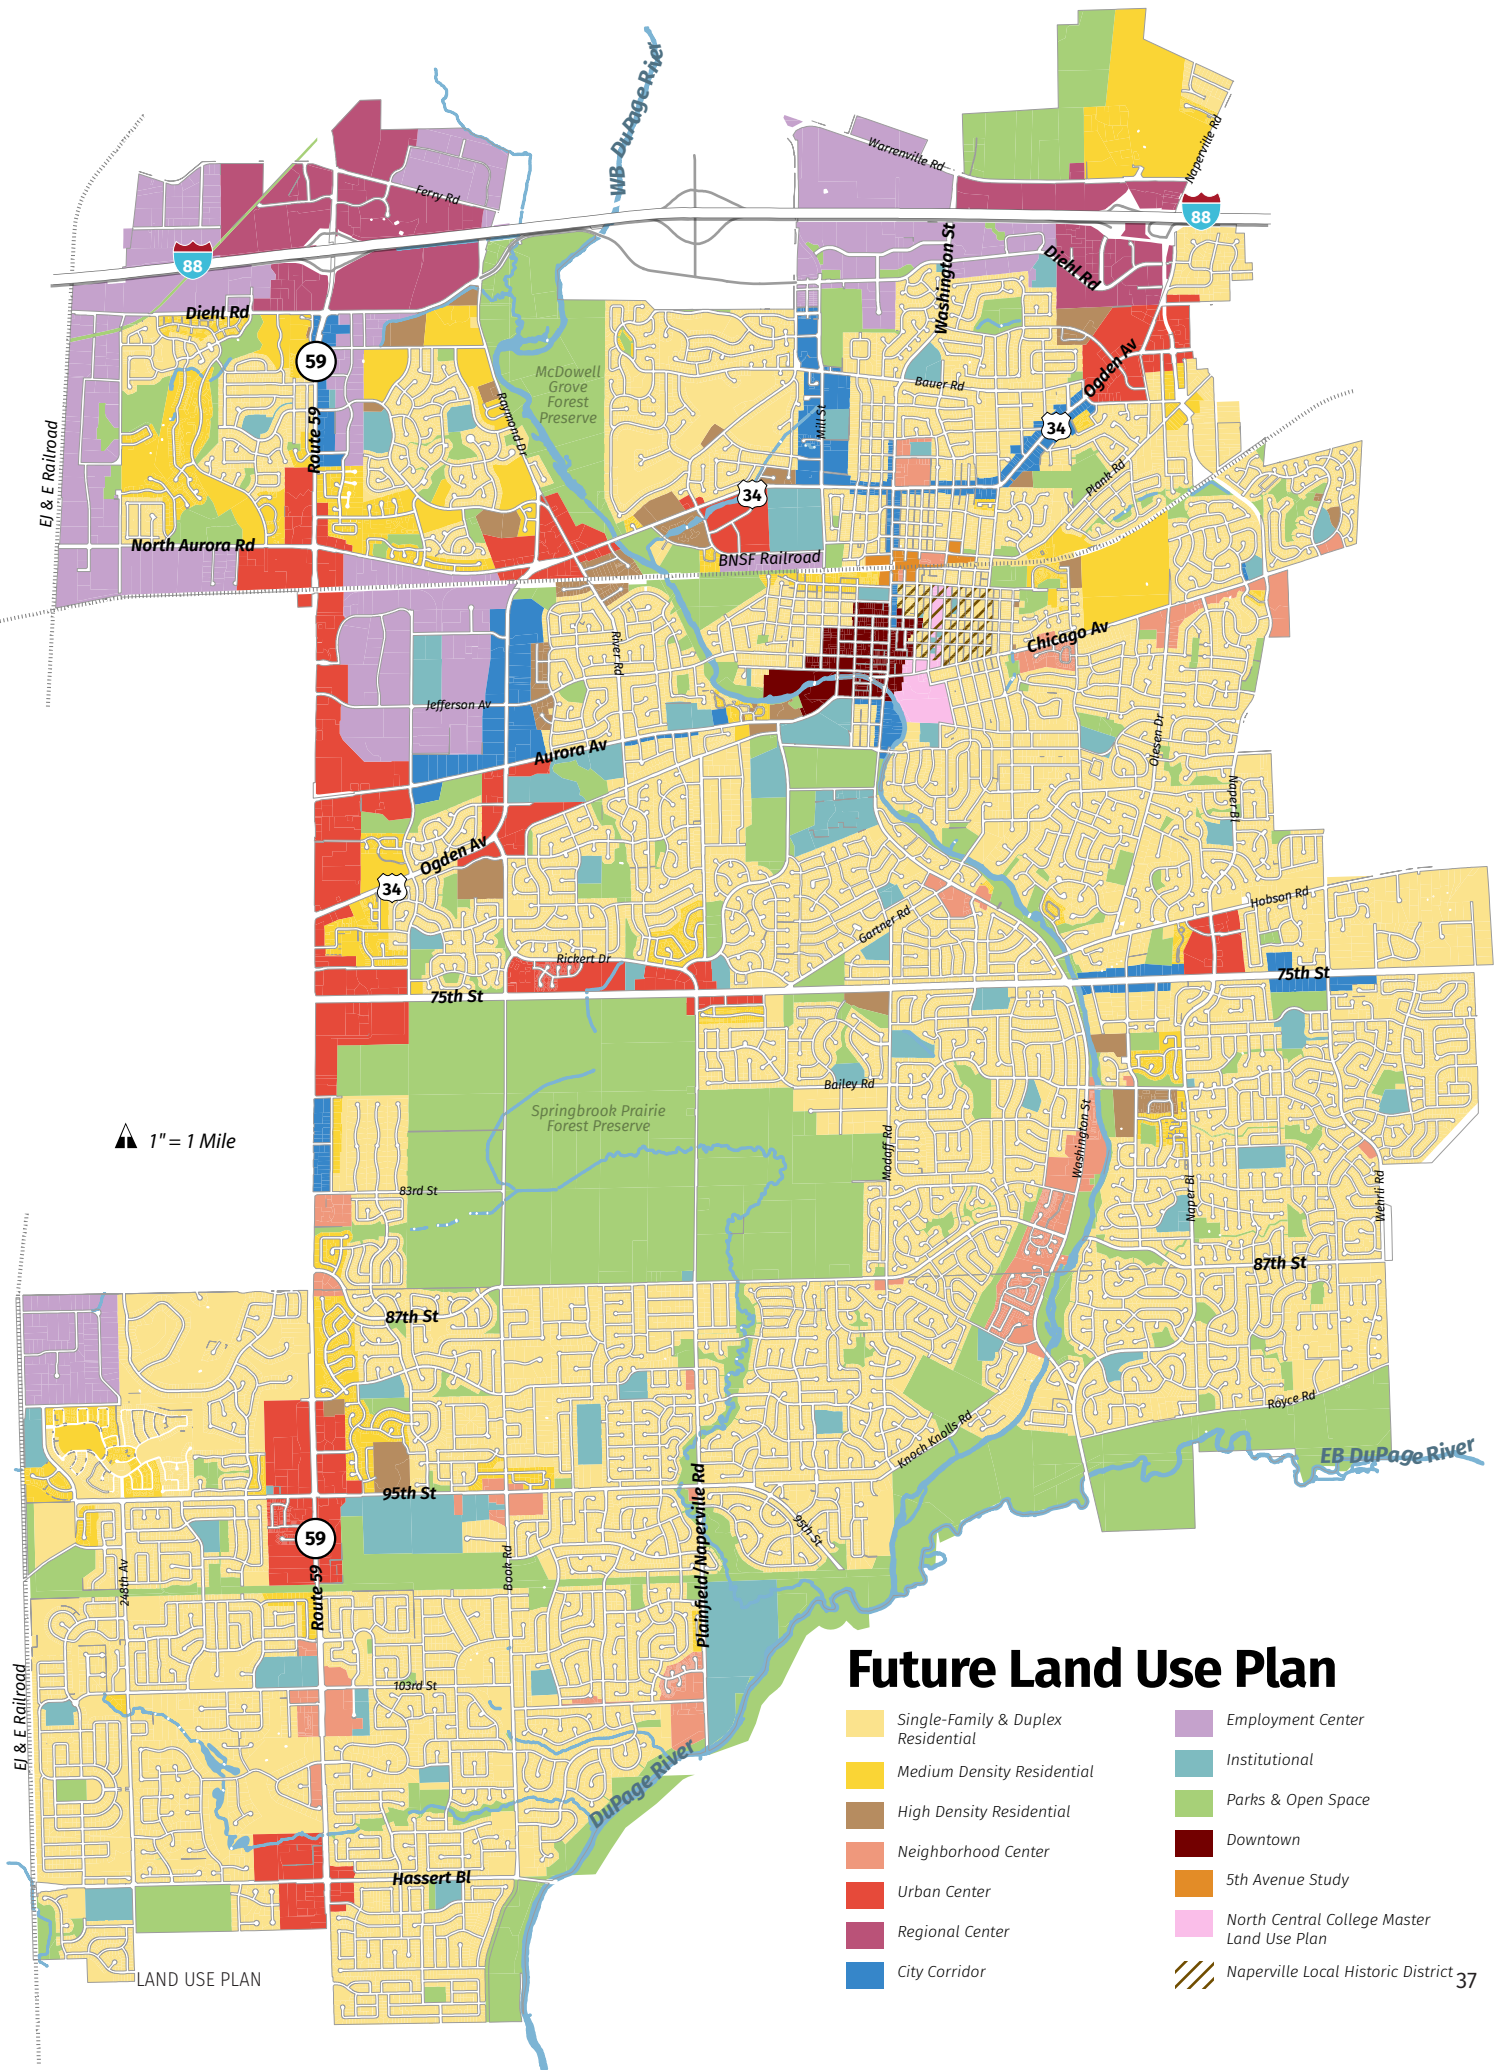 WB DuPage River
Warrenville Rd
Naperville Rd
Ferry Rd
88
88
Washington St
Diehl Rd
Diehl Rd
59
McDowell
Grove
Forest
Preserve
Ogden Av
Bauer Rd
Route 59
Raymond Dr
Mill St
34
EJ & E Railroad
Plank Rd
34
North Aurora Rd
BNSF Railroad
Chicago Av
River Rd
Jefferson Av
Aurora Av
Olesen Dr
Naper Bl
Ogden Av
34
Hobson Rd
Gartner Rd
Rickert Dr
75th St
75th St
Bailey Rd
Springbrook Prairie
Forest Preserve
1" = 1 Mile
Modaff Rd
Washington St
83rd St
Naper Bl
Wehrli Rd
87th St
87th St
Royce Rd
Knoch Knolls Rd
EB DuPage River
95th St
Plainfield/Naperville Rd
95th St
59
248th Av
Route 59
Book Rd
103rd St
EJ & E Railroad
DuPage River
Hassert Bl
Future Land Use Plan
Single-Family & Duplex
Residential
Medium Density Residential
High Density Residential
Neighborhood Center
Urban Center
Regional Center
City Corridor
Employment Center
Institutional
Parks & Open Space
Downtown
5th Avenue Study
North Central College Master
Land Use Plan
Naperville Local Historic District
LAND USE PLAN
37